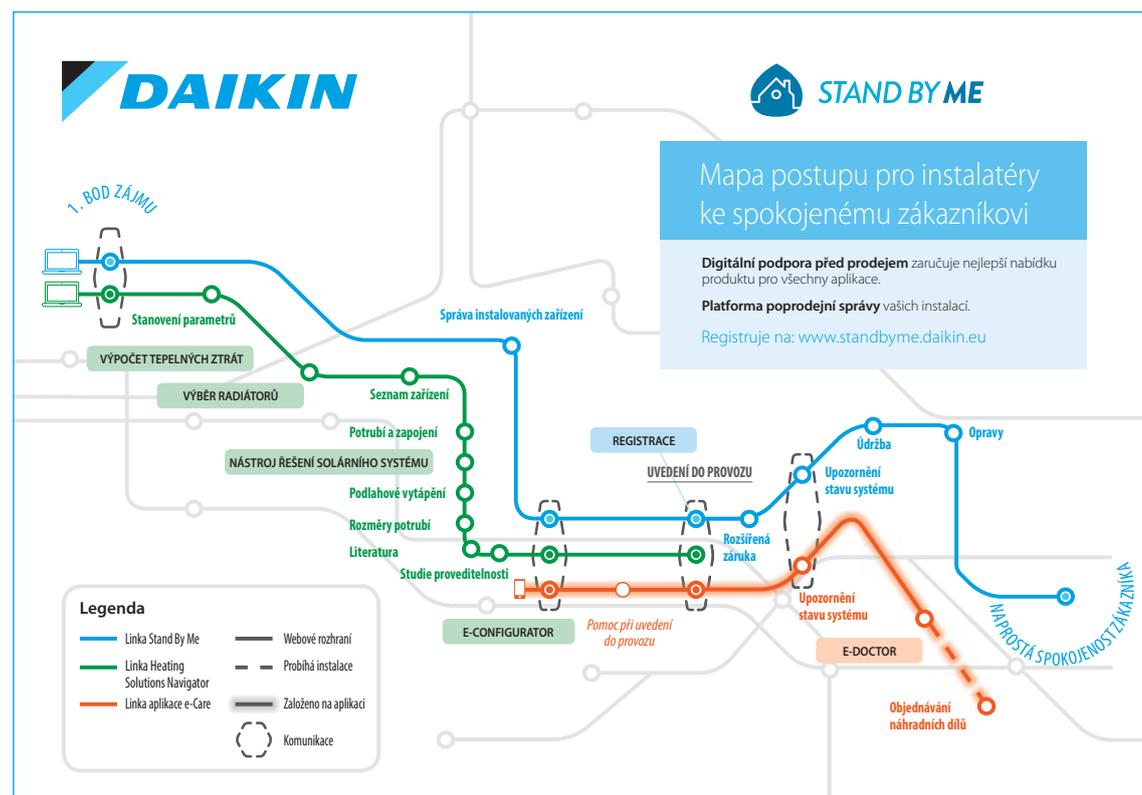 DAIKIN
STAND BY ME
Mapa postupu pro instalatéry
ke spokojenému zákazníkovi
Digitální podpora před prodejem zaručuje nejlepší nabídku
produktu pro všechny aplikace.
Platforma poprodejní správy vašich instalací.
Registruje na: www.standbyme.daikin.eu
1. BOD ZÁJMU
Stanovení parametrů
Správa instalovaných zařízení
VÝPOČET TEPELNÝCH ZTRÁT
VÝBĚR RADIÁTORŮ
Seznam zařízení
Potrubí a zapojení
NÁSTROJ ŘEŠENÍ SOLÁRNÍHO SYSTÉMU
Podlahové vytápění
Rozměry potrubí
Literatura
Studie proveditelnosti
REGISTRACE
UVEDENÍ DO PROVOZU
Rozšířená
záruka
Údržba
Opravy
Upozornění
stavu systému
Upozornění
stavu systému
E-CONFIGURATOR
Pomoc při uvedení
do provozu
E-DOCTOR
Objednávání
náhradních dílů
NAPROSTÁ SPOKOJENOST ZÁKAZNÍKA
Legenda
Linka Stand By Me
Webové rozhraní
Linka Heating
Solutions Navigator
Probíhá instalace
Linka aplikace e-Care
Založeno na aplikaci
Komunikace